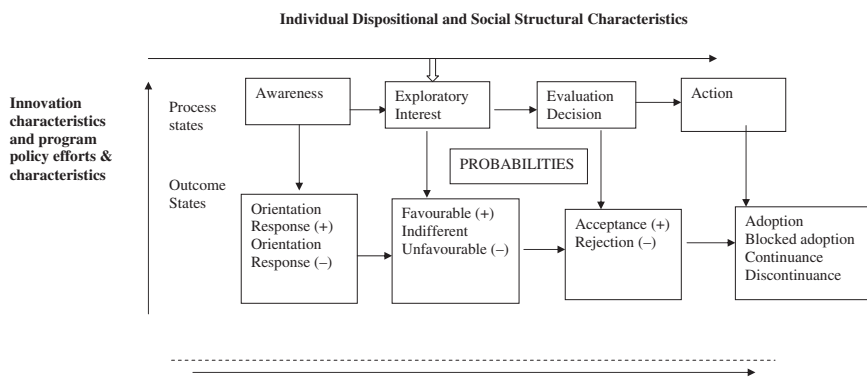 Individual Dispositional and Social Structural Characteristics
Innovation
characteristics
and program
policy efforts &
characteristics
Process
states
Awareness
Exploratory
Interest
Evaluation
Decision
Action
PROBABILITIES
Outcome
States
Orientation
Response (+)
Orientation
Response (–)
Favourable (+)
Indifferent
Unfavourable (–)
Acceptance (+)
Rejection (–)
Adoption
Blocked adoption
Continuance
Discontinuance